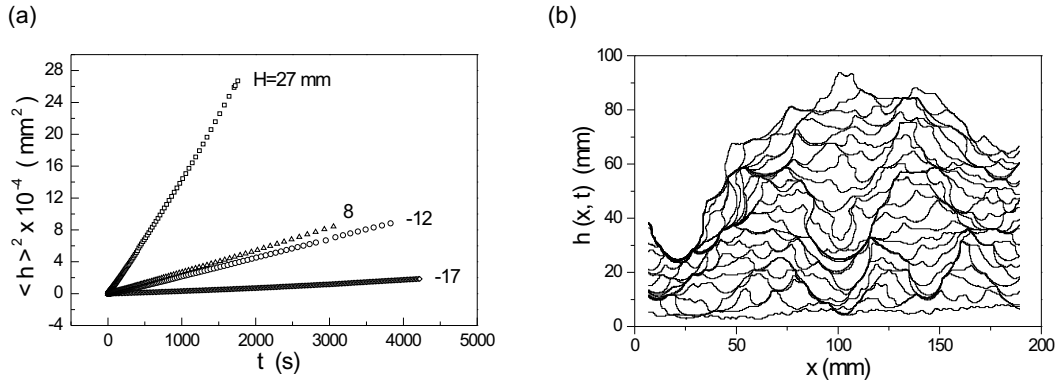 (a)
(b)
28
24
20
16
12
8
4
0
-4
< h > ² x 10⁻⁴ ( mm² )
H=27 mm
8
-12
-17
0 1000 2000 3000 4000 5000
t (s)
100
80
60
40
20
0
h (x, t) (mm)
0 50 100 150 200
x (mm)